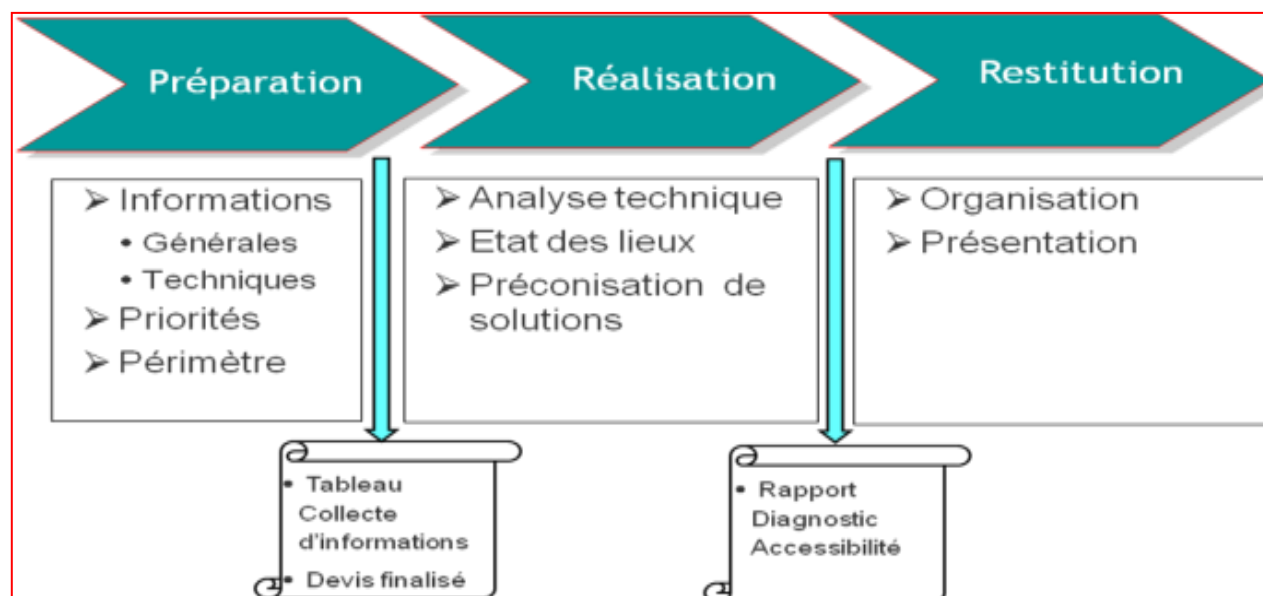 Préparation
Réalisation
Restitution
➢ Informations
• Générales
• Techniques
➢ Priorités
➢ Périmètre
➢ Analyse technique
➢ Etat des lieux
➢ Préconisation de
solutions
➢ Organisation
➢ Présentation
• Tableau
Collecte
d'informations
• Devis finalisé
• Rapport
Diagnostic
Accessibilité